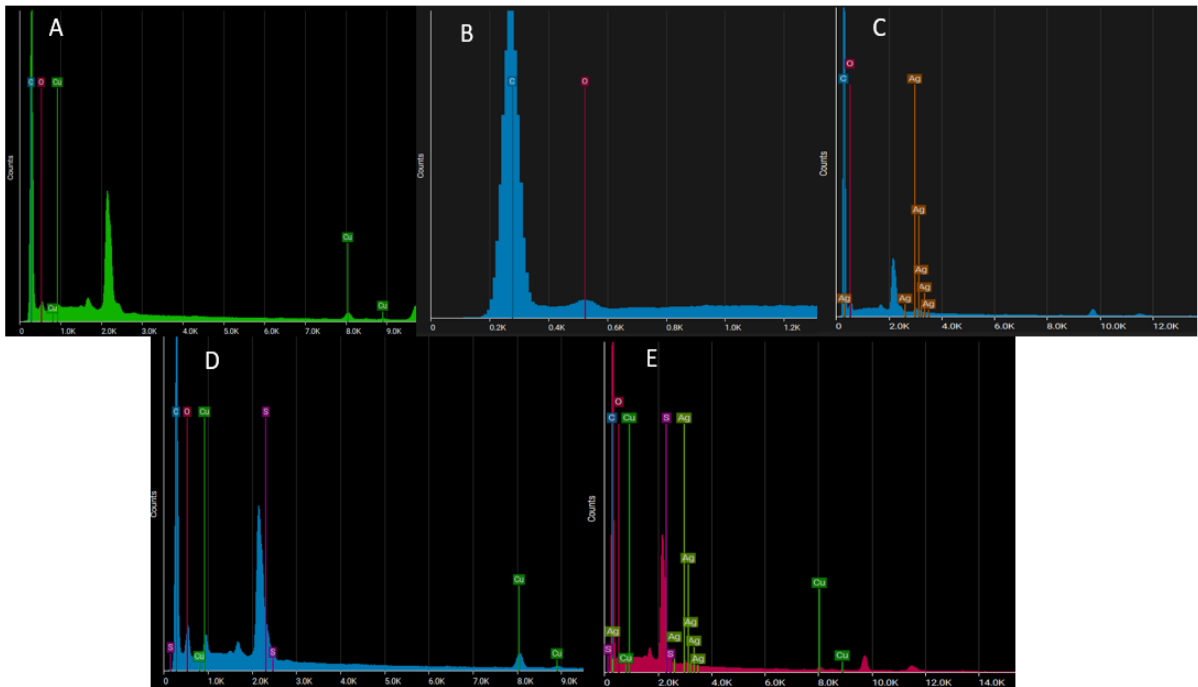 A
C O Cu
Cu
Cu
Cu
Counts
0 1.0K 2.0K 3.0K 4.0K 5.0K 6.0K 7.0K 8.0K 9.0K
B
C O
Counts
0 0.2K 0.4K 0.6K 0.8K 1.0K 1.2K
C
O
C Ag
Ag
Ag
Ag
Ag Ag Ag
Counts
0 2.0K 4.0K 6.0K 8.0K 10.0K 12.0K
D
C O Cu S
Cu
S Cu S Cu
Counts
0 1.0K 2.0K 3.0K 4.0K 5.0K 6.0K 7.0K 8.0K 9.0K
E
O
C Cu S Ag
Ag
Cu
Ag
Ag Ag Ag
S Cu S Ag Cu
Counts
0 2.0K 4.0K 6.0K 8.0K 10.0K 12.0K 14.0K